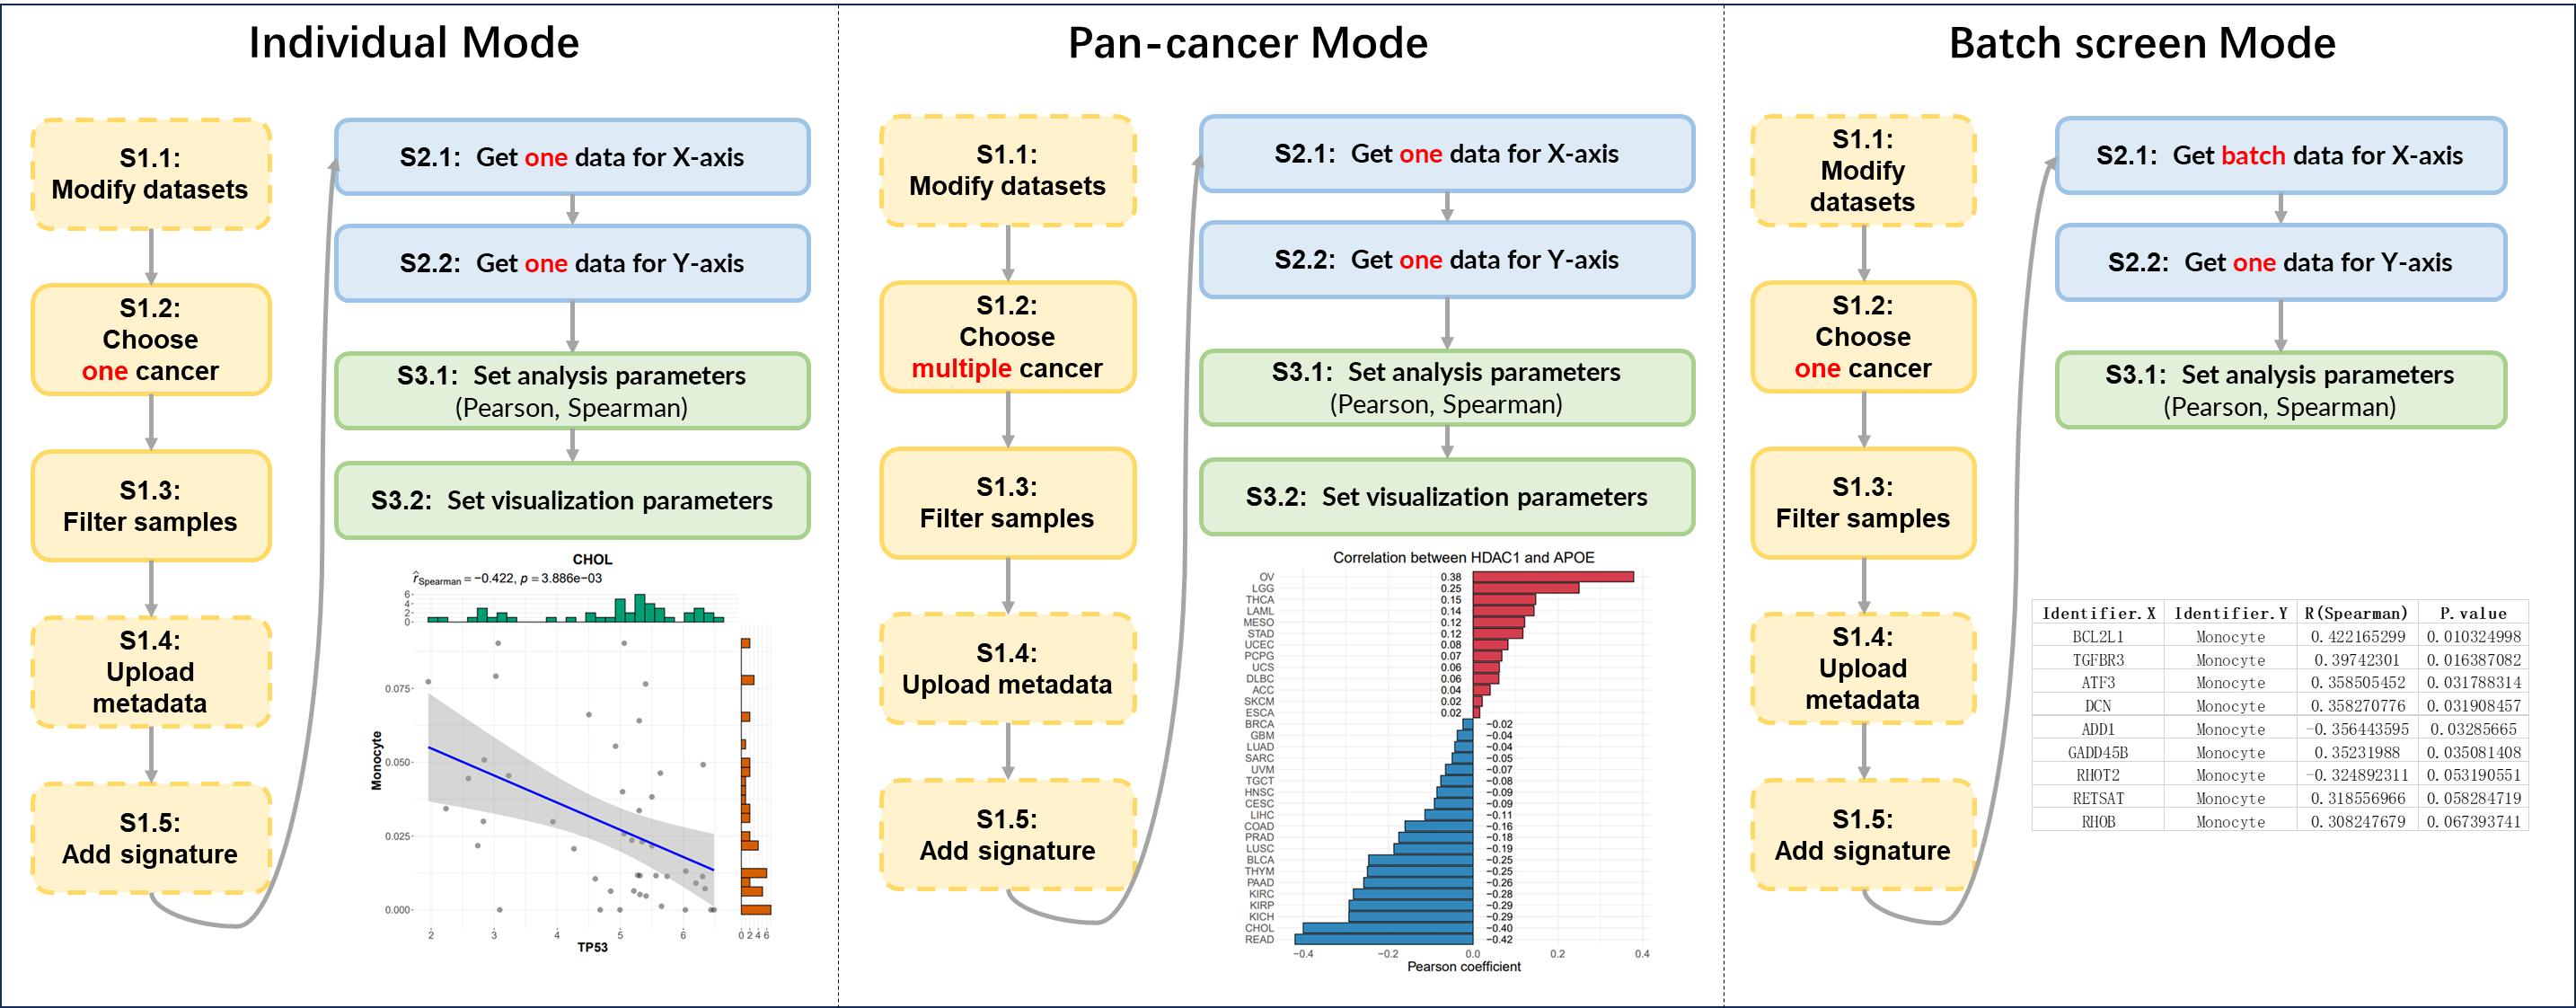 Individual Mode
S1.1:
Modify datasets
S1.2:
Choose
one cancer
S1.3:
Filter samples
S1.4:
Upload
metadata
S1.5:
Add signature
S2.1: Get one data for X-axis
S2.2: Get one data for Y-axis
S3.1: Set analysis parameters
(Pearson, Spearman)
S3.2: Set visualization parameters
CHOL
r̂Spearman = −0.422, p = 3.886e−03
6
4
2
0
0.075
0.050
0.025
0.000
Monocyte
2 3 4 5 6
0 2 4 6
TP53
Pan-cancer Mode
S1.1:
Modify datasets
S1.2:
Choose
multiple cancer
S1.3:
Filter samples
S1.4:
Upload metadata
S1.5:
Add signature
S2.1: Get one data for X-axis
S2.2: Get one data for Y-axis
S3.1: Set analysis parameters
(Pearson, Spearman)
S3.2: Set visualization parameters
Correlation between HDAC1 and APOE
OV 0.38
LGG 0.25
THCA 0.15
LAML 0.14
MESO 0.12
STAD 0.12
UCEC 0.08
PCPG 0.07
UCS 0.06
DLBC 0.06
ACC 0.04
SKCM 0.02
ESCA 0.02
BRCA −0.02
GBM −0.04
LUAD −0.04
SARC −0.05
UVM −0.07
TGCT −0.08
HNSC −0.09
CESC −0.09
LIHC −0.11
COAD −0.16
PRAD −0.18
LUSC −0.19
BLCA −0.25
THYM −0.25
PAAD −0.26
KIRC −0.28
KIRP −0.29
KICH −0.29
CHOL −0.40
READ −0.42
−0.4 −0.2 0.0 0.2 0.4
Pearson coefficient
Batch screen Mode
S1.1:
Modify
datasets
S1.2:
Choose
one cancer
S1.3:
Filter samples
S1.4:
Upload
metadata
S1.5:
Add signature
S2.1: Get batch data for X-axis
S2.2: Get one data for Y-axis
S3.1: Set analysis parameters
(Pearson, Spearman)
Identifier.X Identifier.Y R(Spearman) P.value
BCL2L1 Monocyte 0.422165299 0.010324998
TGFBR3 Monocyte 0.39742301 0.016387082
ATF3 Monocyte 0.358505452 0.031788314
DCN Monocyte 0.358270776 0.031908457
ADD1 Monocyte -0.356443595 0.03285665
GADD45B Monocyte 0.35231988 0.035081408
RHOT2 Monocyte -0.324892311 0.053190551
RETSAT Monocyte 0.318556966 0.058284719
RHOB Monocyte 0.308247679 0.067393741